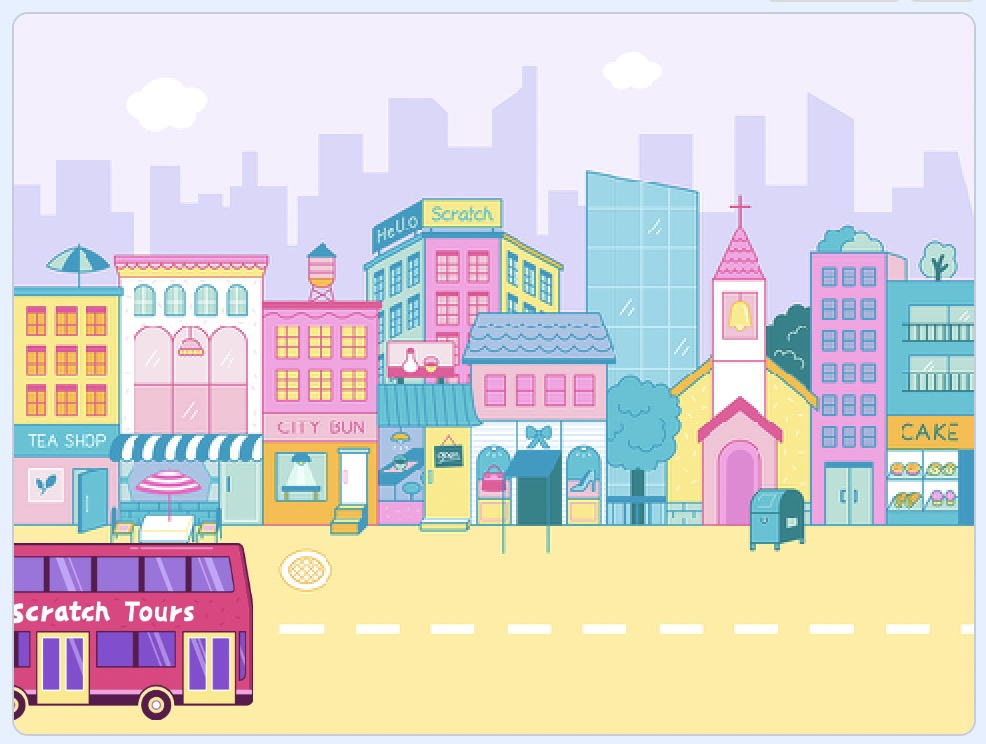 Hello
Scratch
TEA SHOP
CITY BUN
open
CAKE
Scratch Tours